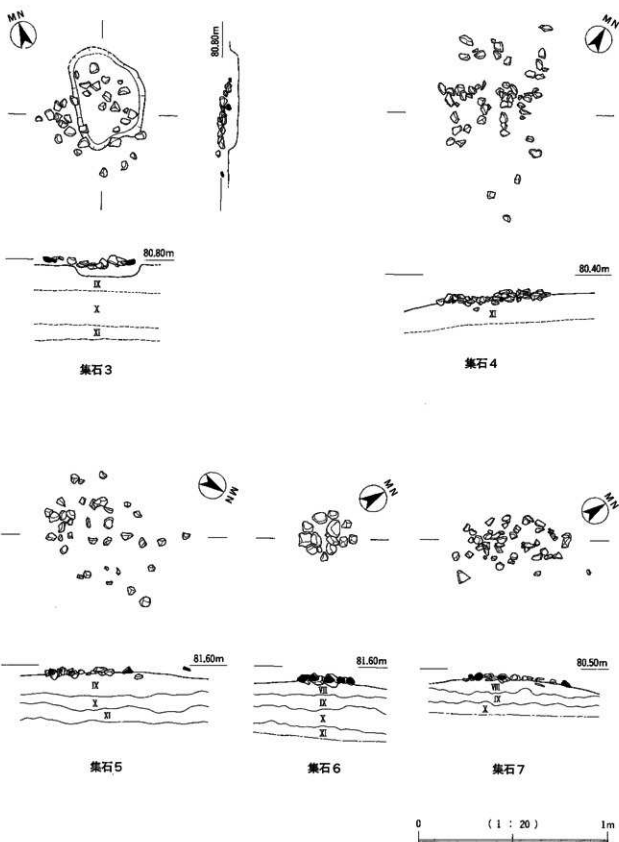 MN
80.80m
80.80m
IX
X
XI
集石3
MN
80.40m
XI
集石4
MN
81.60m
IX
X
XI
集石5
MN
81.60m
VIII
IX
X
XI
集石6
MN
80.50m
VIII
IX
X
集石7
0 (1 : 20) 1m